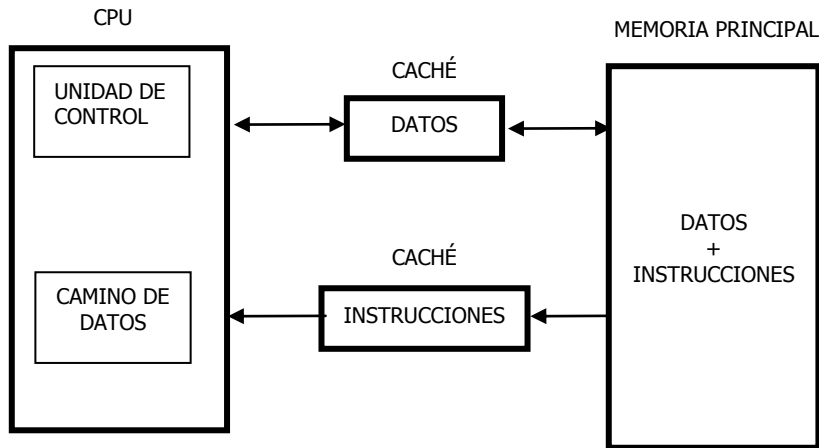 CPU
MEMORIA PRINCIPAL
UNIDAD DE
CONTROL
CACHÉ
DATOS
DATOS
+
INSTRUCCIONES
CACHÉ
INSTRUCCIONES
CAMINO DE
DATOS